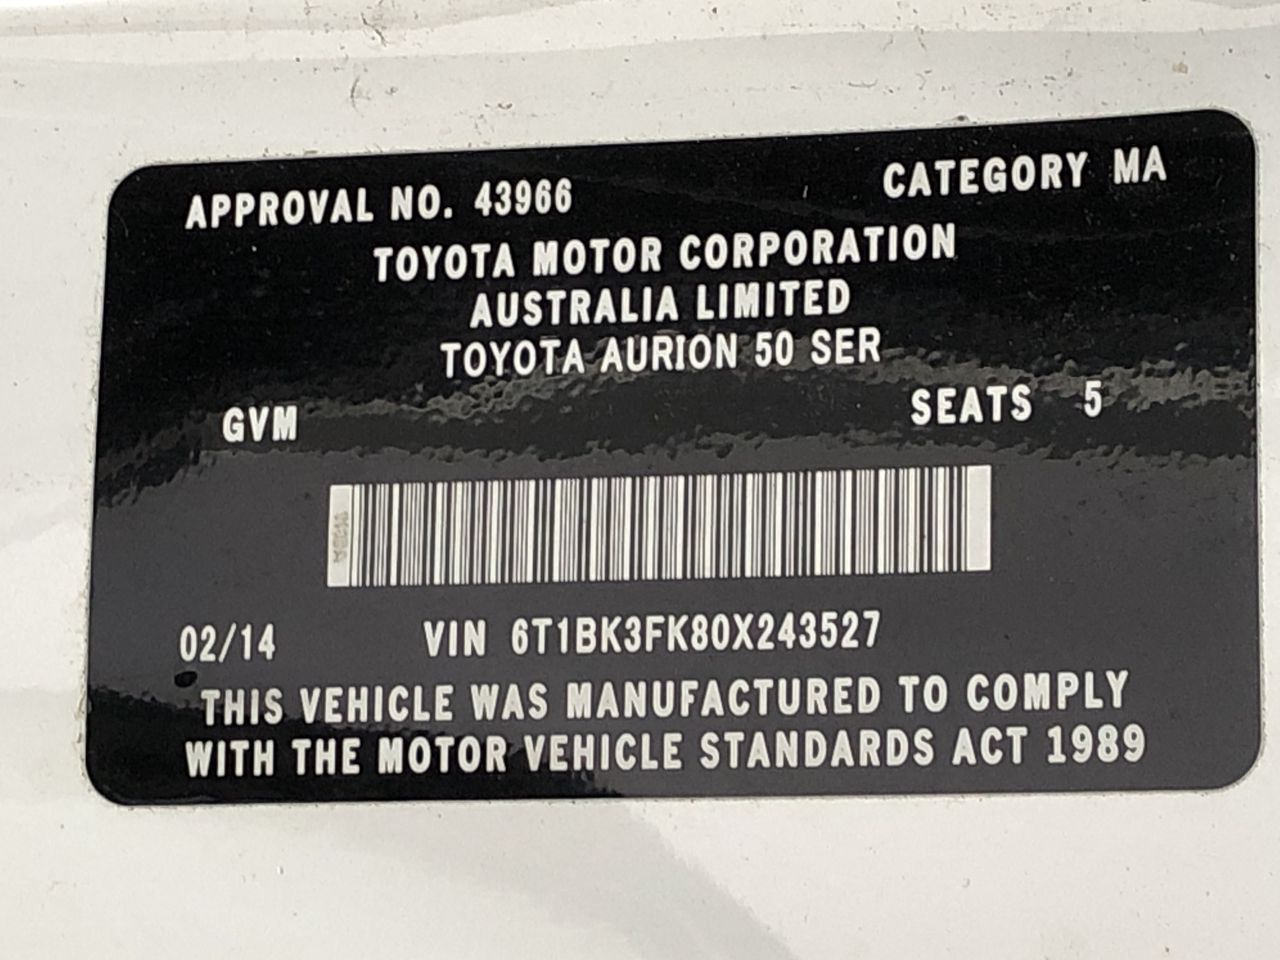 APPROVAL NO. 43966 CATEGORY MA
TOYOTA MOTOR CORPORATION
AUSTRALIA LIMITED
TOYOTA AURION 50 SER
GVM SEATS 5
02/14 VIN 6T1BK3FK80X243527
THIS VEHICLE WAS MANUFACTURED TO COMPLY
WITH THE MOTOR VEHICLE STANDARDS ACT 1989